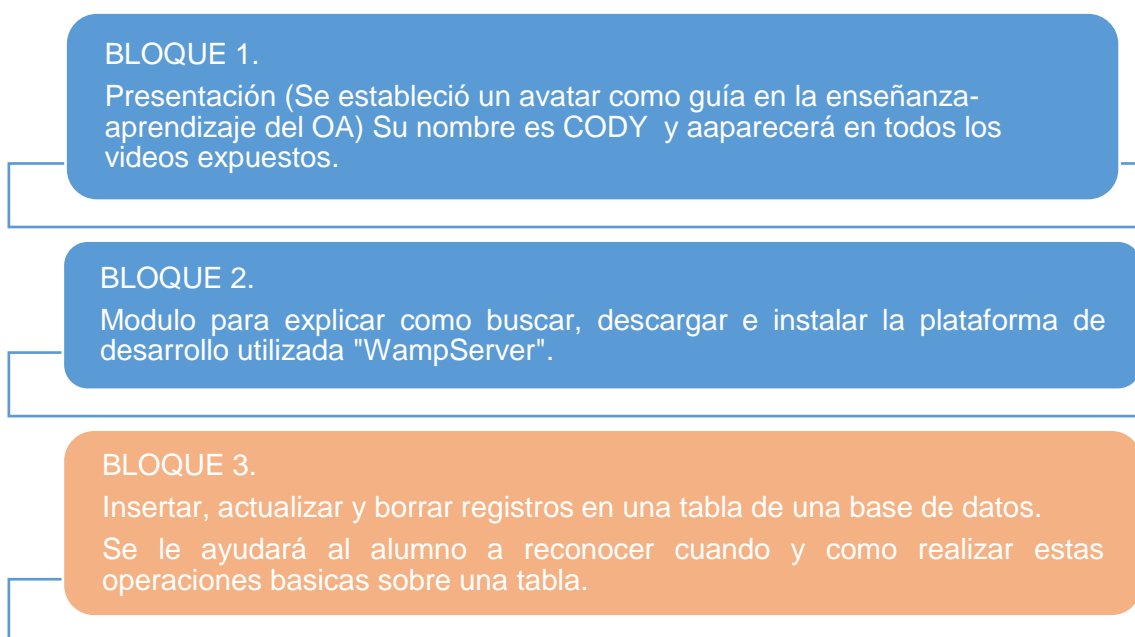 BLOQUE 1.
Presentación (Se estableció un avatar como guía en la enseñanza-
aprendizaje del OA) Su nombre es CODY  y aaparecerá en todos los
videos expuestos.
BLOQUE 2.
Modulo para explicar como buscar, descargar e instalar la plataforma de
desarrollo utilizada "WampServer".
BLOQUE 3.
Insertar, actualizar y borrar registros en una tabla de una base de datos.
Se le ayudará al alumno a reconocer cuando y como realizar estas
operaciones basicas sobre una tabla.